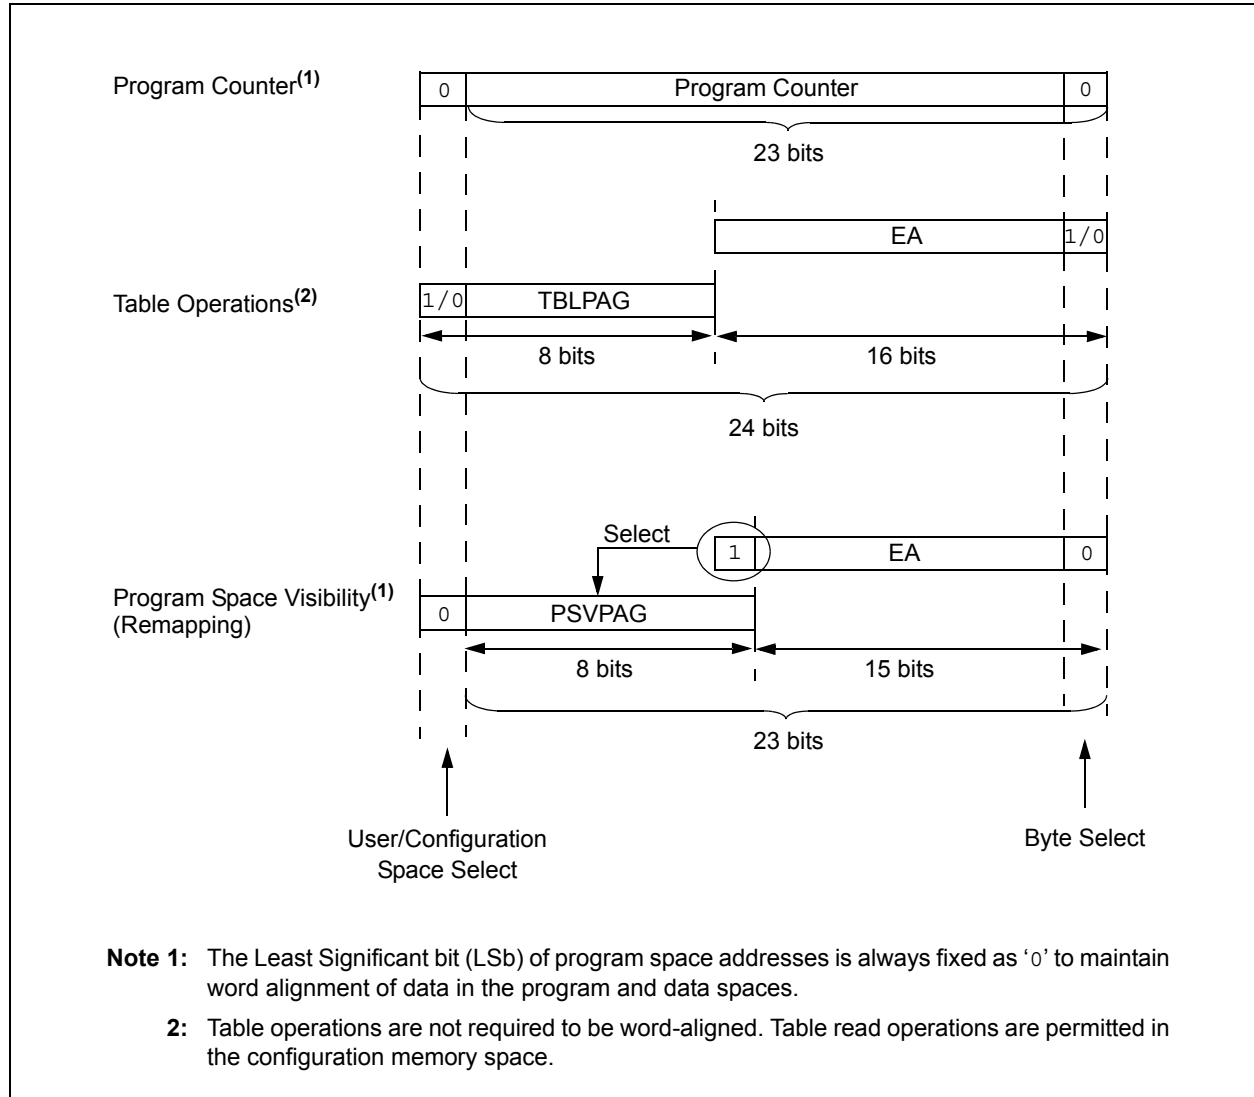 Program Counter(1)
0 Program Counter 0
23 bits
EA 1/0
Table Operations(2)
1/0 TBLPAG
8 bits 16 bits
24 bits
Select
1 EA 0
Program Space Visibility(1)
(Remapping)
0 PSVPAG
8 bits 15 bits
23 bits
User/Configuration
Space Select
Byte Select
Note 1: The Least Significant bit (LSb) of program space addresses is always fixed as ‘0’ to maintain
word alignment of data in the program and data spaces.
2: Table operations are not required to be word-aligned. Table read operations are permitted in
the configuration memory space.